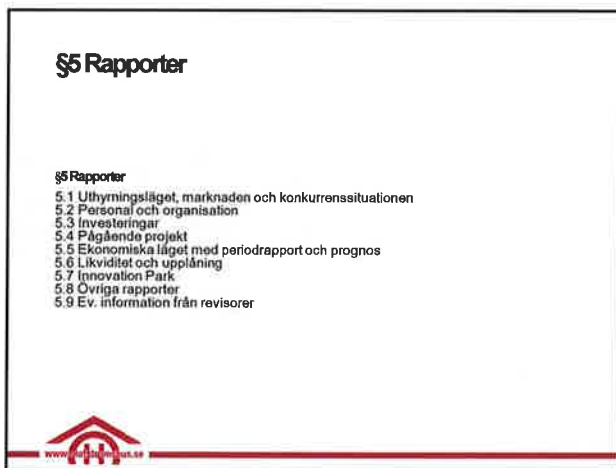 §5 Rapporter
§5 Rapporter
5.1 Uthyrningsläget, marknaden och konkurrenssituationen
5.2 Personal och organisation
5.3 Investeringar
5.4 Pågående projekt
5.5 Ekonomiska läget med periodrapport och prognos
5.6 Likviditet och upplåning
5.7 Innovation Park
5.8 Övriga rapporter
5.9 Ev. information från revisorer